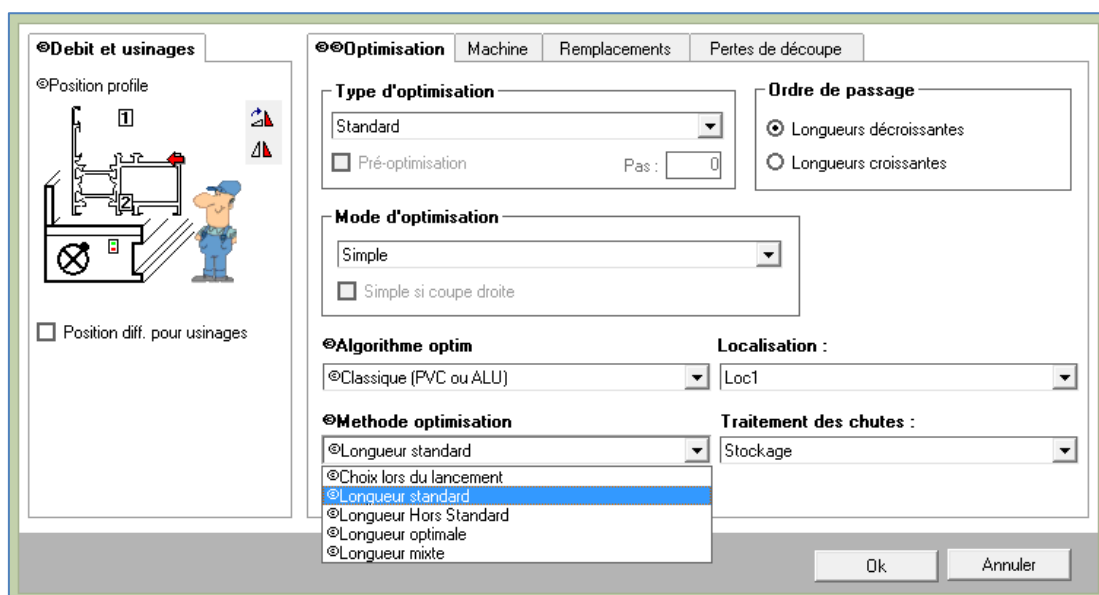 ©Debit et usinages
©Position profile
1
2
Position diff. pour usinages
©©Optimisation
Machine
Remplacements
Pertes de découpe
Type d'optimisation
Standard
Pré-optimisation
Pas :
0
Ordre de passage
Longueurs décroissantes
Longueurs croissantes
Mode d'optimisation
Simple
Simple si coupe droite
©Algorithme optim
©Classique (PVC ou ALU)
Localisation :
Loc1
©Methode optimisation
©Longueur standard
Traitement des chutes :
Stockage
©Choix lors du lancement
©Longueur standard
©Longueur Hors Standard
©Longueur optimale
©Longueur mixte
Ok
Annuler